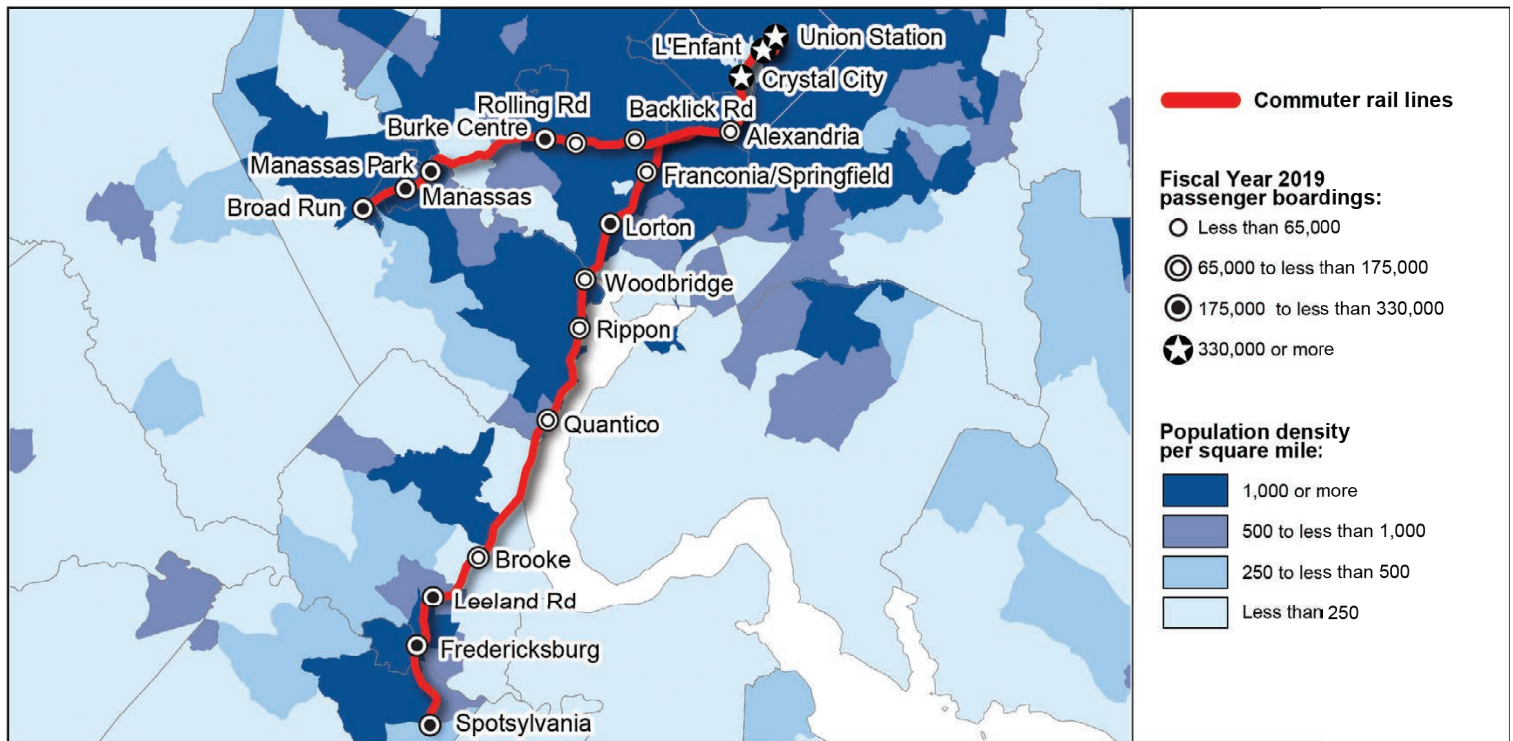 Union Station
L'Enfant
Crystal City
Rolling Rd
Backlick Rd
Burke Centre
Alexandria
Manassas Park
Franconia/Springfield
Manassas
Broad Run
Lorton
Woodbridge
Rippon
Quantico
Brooke
Leeland Rd
Fredericksburg
Spotsylvania
Commuter rail lines
Fiscal Year 2019
passenger boardings:
Less than 65,000
65,000 to less than 175,000
175,000 to less than 330,000
330,000 or more
Population density
per square mile:
1,000 or more
500 to less than 1,000
250 to less than 500
Less than 250